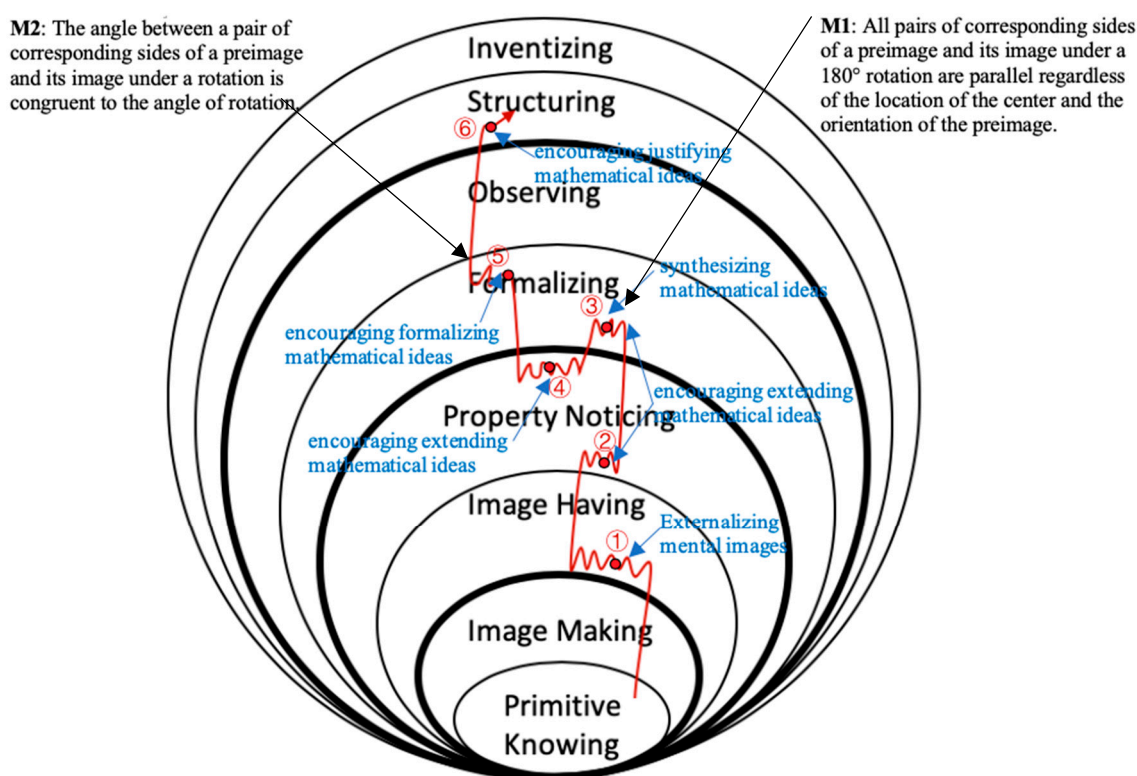 M2: The angle between a pair of
corresponding sides of a preimage
and its image under a rotation is
congruent to the angle of rotation.
M1: All pairs of corresponding sides
of a preimage and its image under a
180° rotation are parallel regardless
of the location of the center and the
orientation of the preimage.
Inventizing
Structuring
⑥
encouraging justifying
mathematical ideas
Observing
⑤
Formalizing
synthesizing
mathematical ideas
③
encouraging formalizing
mathematical ideas
④
encouraging extending
mathematical ideas
Property Noticing
encouraging extending
mathematical ideas
②
Image Having
Externalizing
mental images
①
Image Making
Primitive
Knowing